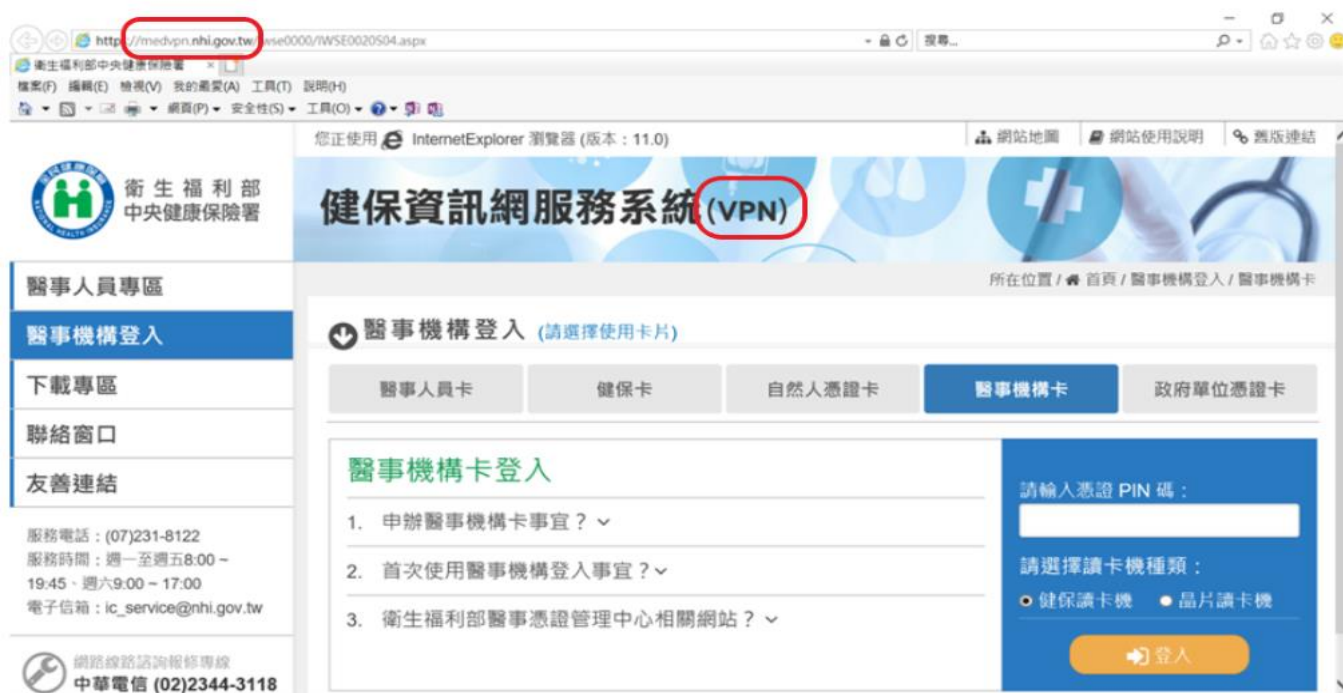 medvpn.nhi.gov.tw
/IWSE0020S04.aspx
搜尋...
衛生福利部中央健康保險署
檔案(F) 編輯(E) 檢視(V) 我的最愛(A) 工具(T) 說明(H)
網頁(P) 安全性(S) 工具(O)
您正使用 InternetExplorer 瀏覽器 (版本：11.0)
網站地圖 網站使用說明 舊版連結
衛生福利部
中央健康保險署
健保資訊網服務系統(VPN)
所在位置 / 首頁 / 醫事機構登入 / 醫事機構卡
醫事人員專區
醫事機構登入
下載專區
聯絡窗口
友善連結
服務電話：(07)231-8122
服務時間：週一至週五8:00 ~
19:45、週六9:00 ~ 17:00
電子信箱：ic_service@nhi.gov.tw
網路線路諮詢報修專線
中華電信 (02)2344-3118
醫事機構登入 (請選擇使用卡片)
醫事人員卡 健保卡 自然人憑證卡 醫事機構卡 政府單位憑證卡
醫事機構卡登入
1. 申辦醫事機構卡事宜？
2. 首次使用醫事機構登入事宜？
3. 衛生福利部醫事憑證管理中心相關網站？
請輸入憑證 PIN 碼：
請選擇讀卡機種類：
健保讀卡機 晶片讀卡機
登入